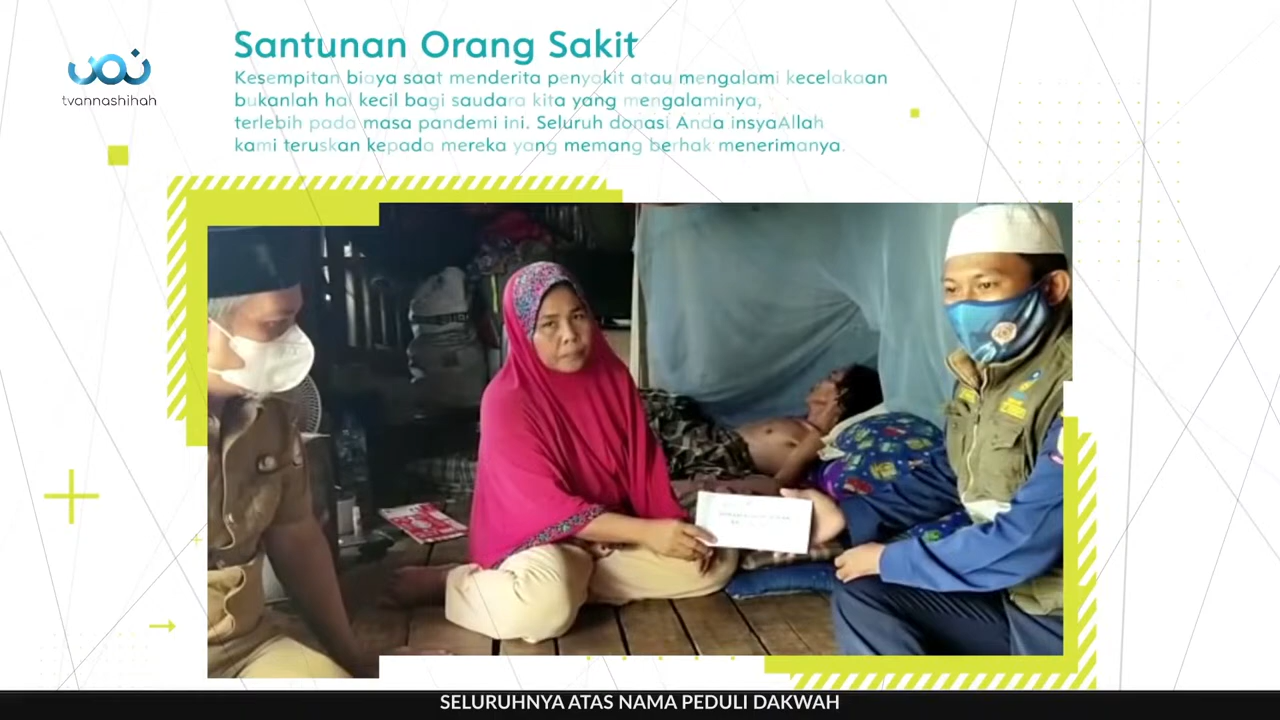 Santunan Orang Sakit
Kesempitan biaya saat menderita penyakit atau mengalami kecelakaan
bukanlah hal kecil bagi saudara kita yang mengalaminya,
terlebih pada masa pandemi ini. Seluruh donasi Anda insyaAllah
kami teruskan kepada mereka yang memang berhak menerimanya.
tvannashihah
SELURUHNYA ATAS NAMA PEDULI DAKWAH